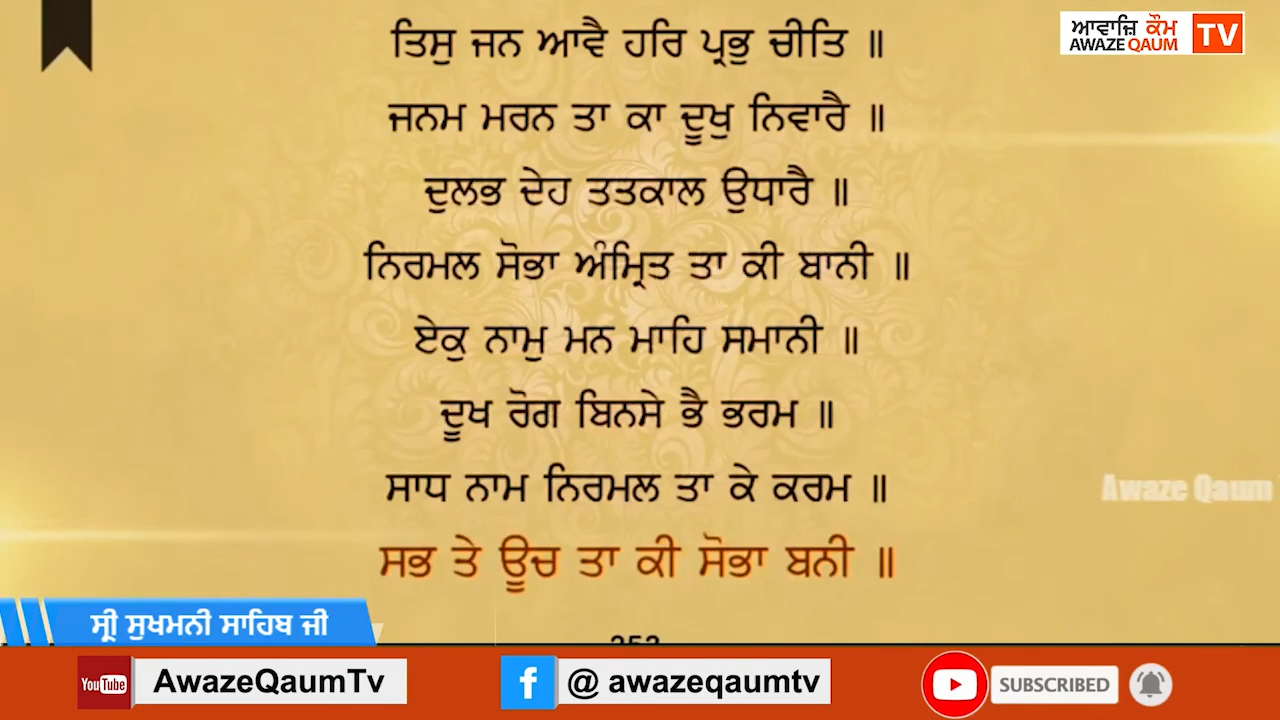 ਤਿਸੁ ਜਨ ਆਵੈ ਹਰਿ ਪ੍ਰਭੁ ਚੀਤਿ ॥
ਆਵਾਜ਼ਿ ਕੌਮ
AWAZE QAUM TV
ਜਨਮ ਮਰਨ ਤਾ ਕਾ ਦੂਖੁ ਨਿਵਾਰੈ ॥
ਦੁਲਭ ਦੇਹ ਤਤਕਾਲ ਉਧਾਰੈ ॥
ਨਿਰਮਲ ਸੋਭਾ ਅੰਮ੍ਰਿਤ ਤਾ ਕੀ ਬਾਨੀ ॥
ਏਕੁ ਨਾਮੁ ਮਨ ਮਾਹਿ ਸਮਾਨੀ ॥
ਦੂਖ ਰੋਗ ਬਿਨਸੇ ਭੈ ਭਰਮ ॥
ਸਾਧ ਨਾਮ ਨਿਰਮਲ ਤਾ ਕੇ ਕਰਮ ॥
Awaze Qaum
ਸਭ ਤੇ ਊਚ ਤਾ ਕੀ ਸੋਭਾ ਬਨੀ ॥
ਸ੍ਰੀ ਸੁਖਮਨੀ ਸਾਹਿਬ ਜੀ
YouTube AwazeQaumTv
f @ awazeqaumtv
SUBSCRIBED